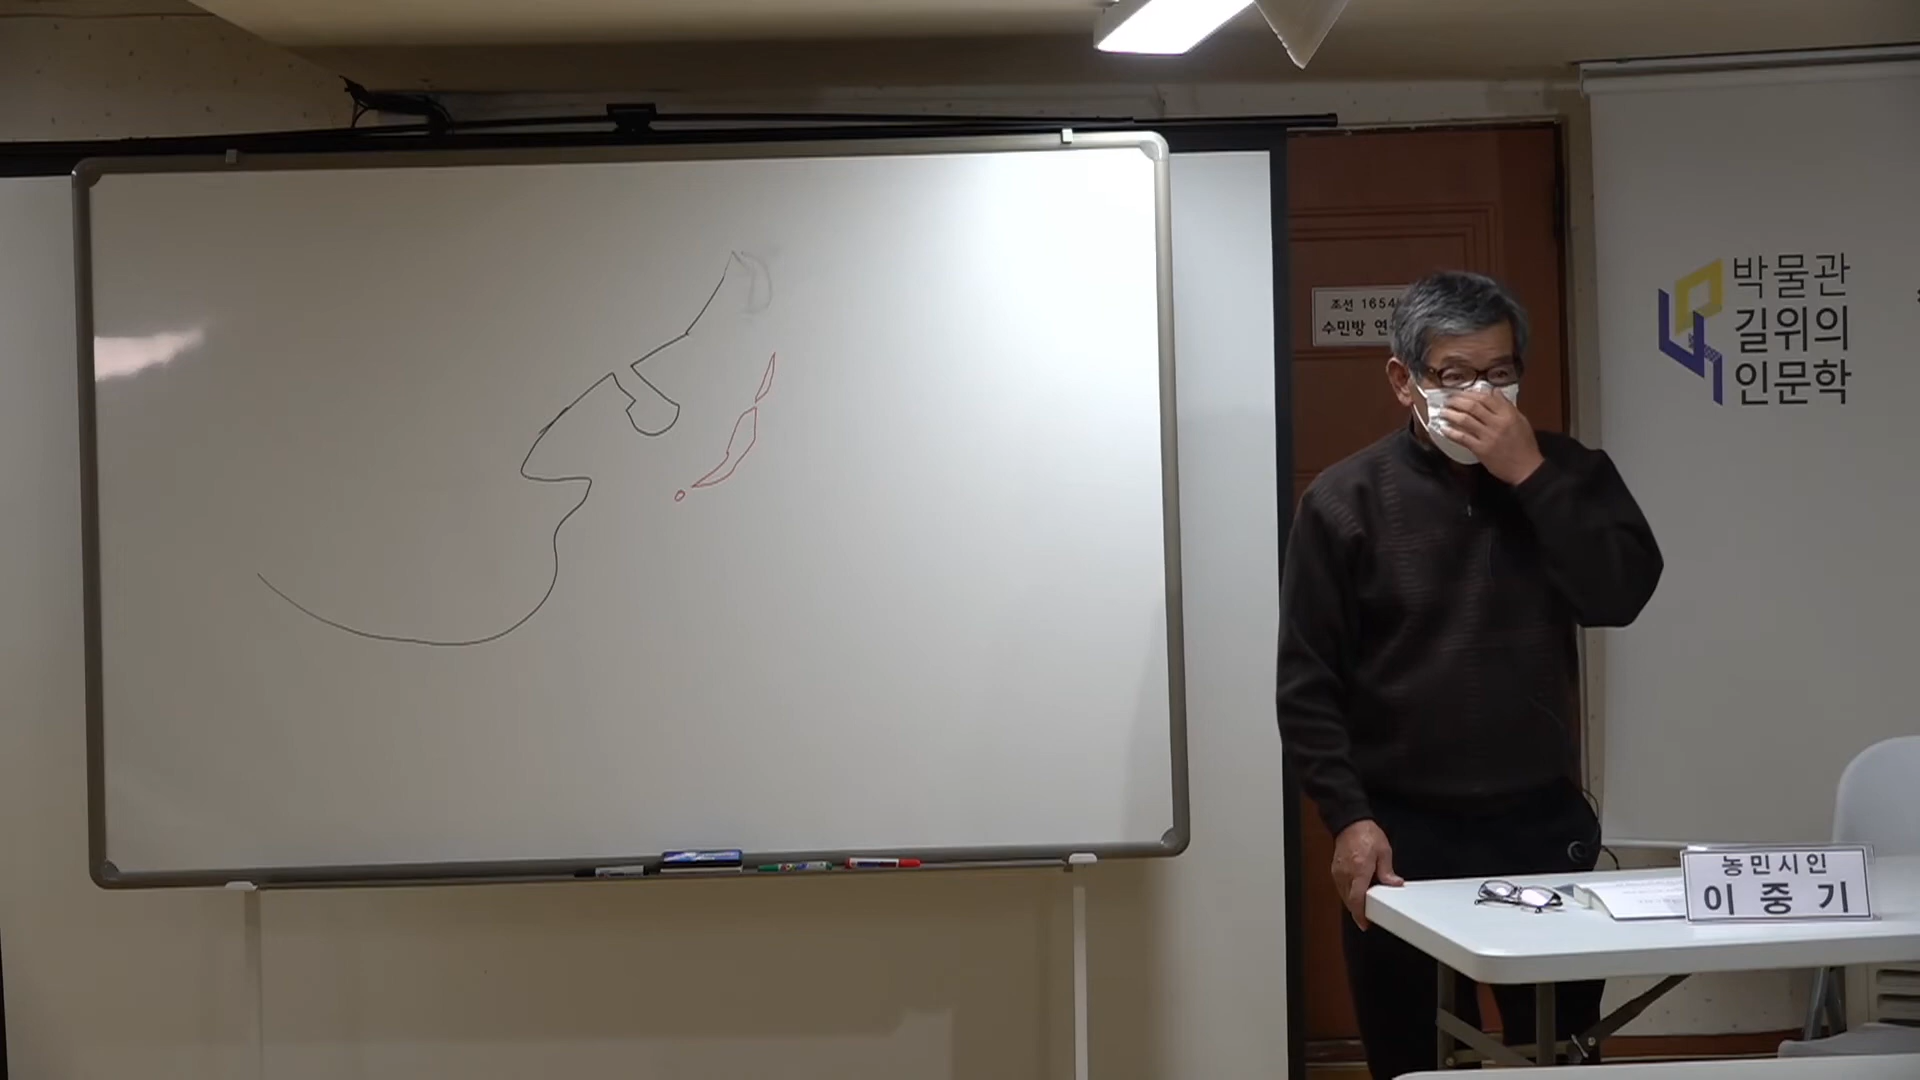 박물관
길위의
인문학
조선 1654
수민방
농민시인
이중기